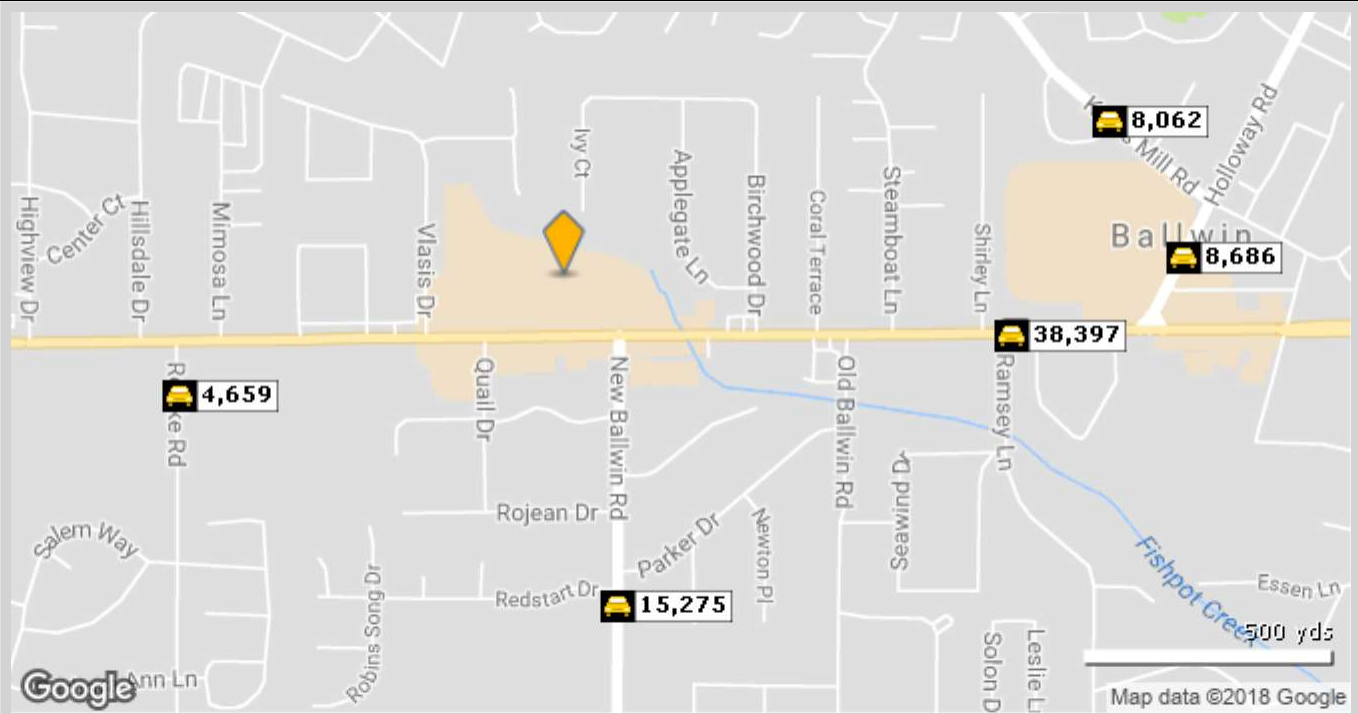 8,062
Mill Rd
Holloway Rd
Ivy Ct
Applegate Ln
Birchwood Dr
Coral Terrace
Steamboat Ln
Shirley Ln
Highview Dr
Center Ct
Hillsdale Dr
Mimosa Ln
Vlasis Dr
Ballwin
8,686
38,397
4,659
Quail Dr
New Ballwin Rd
Old Ballwin Rd
Ramsey Ln
Seawind D
Rojean Dr
Salem Way
Parker Dr
Newton Pl
Redstart Dr
15,275
Robins Song Dr
Fishpot Creek
Essen Ln
500 yds
Solon D
Leslie L
Ann Ln
Google
Map data ©2018 Google